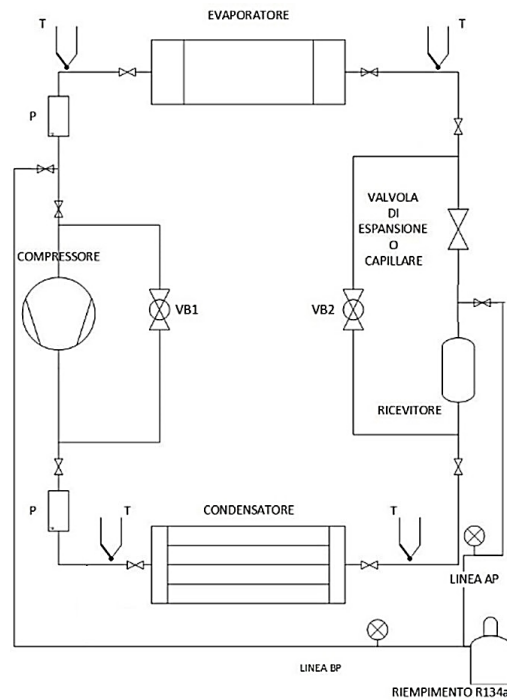 EVAPORATORE
T
T
P
VALVOLA
DI
ESPANSIONE
O
CAPILLARE
COMPRESSORE
VB1
VB2
RICEVITORE
P
T
CONDENSATORE
T
LINEA AP
LINEA BP
RIEMPIMENTO R134a